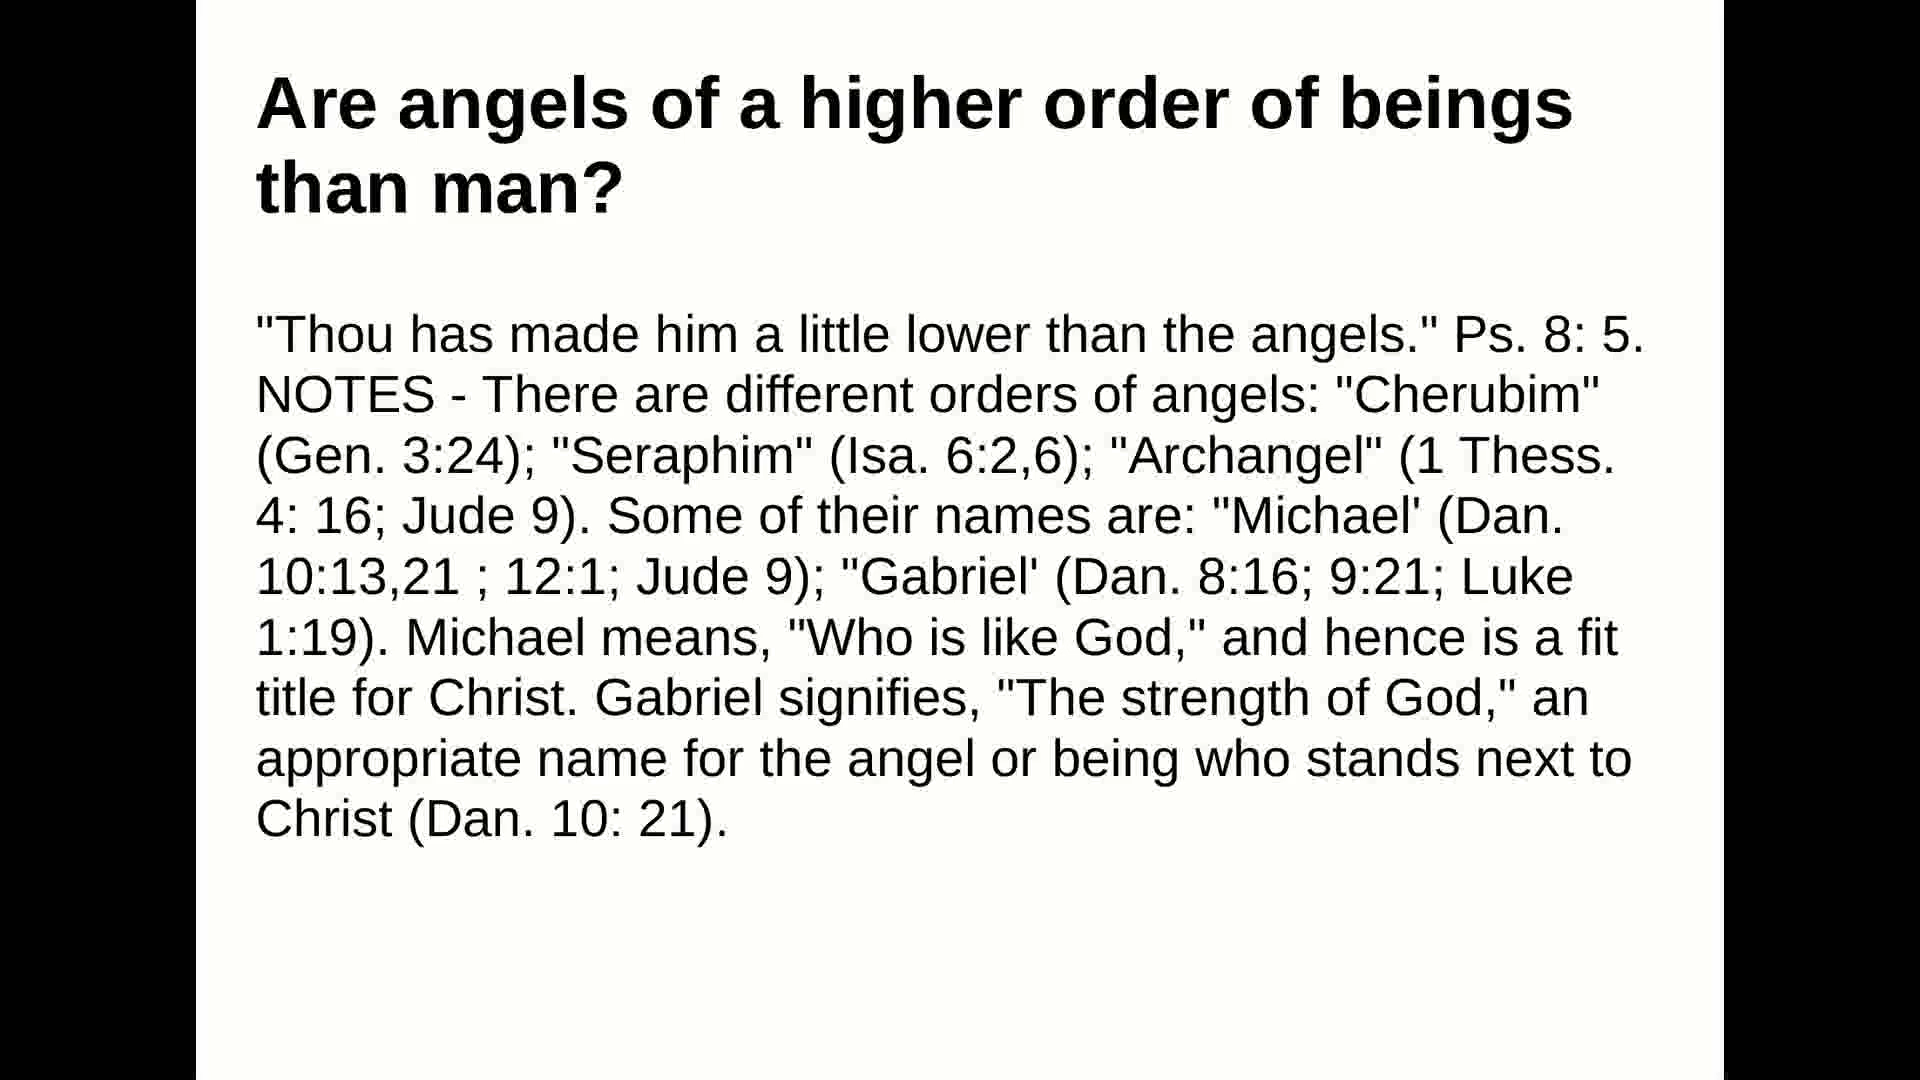 Are angels of a higher order of beings
than man?
"Thou has made him a little lower than the angels." Ps. 8: 5.
NOTES - There are different orders of angels: "Cherubim"
(Gen. 3:24); "Seraphim" (Isa. 6:2,6); "Archangel" (1 Thess.
4: 16; Jude 9). Some of their names are: "Michael' (Dan.
10:13,21 ; 12:1; Jude 9); "Gabriel' (Dan. 8:16; 9:21; Luke
1:19). Michael means, "Who is like God," and hence is a fit
title for Christ. Gabriel signifies, "The strength of God," an
appropriate name for the angel or being who stands next to
Christ (Dan. 10: 21).